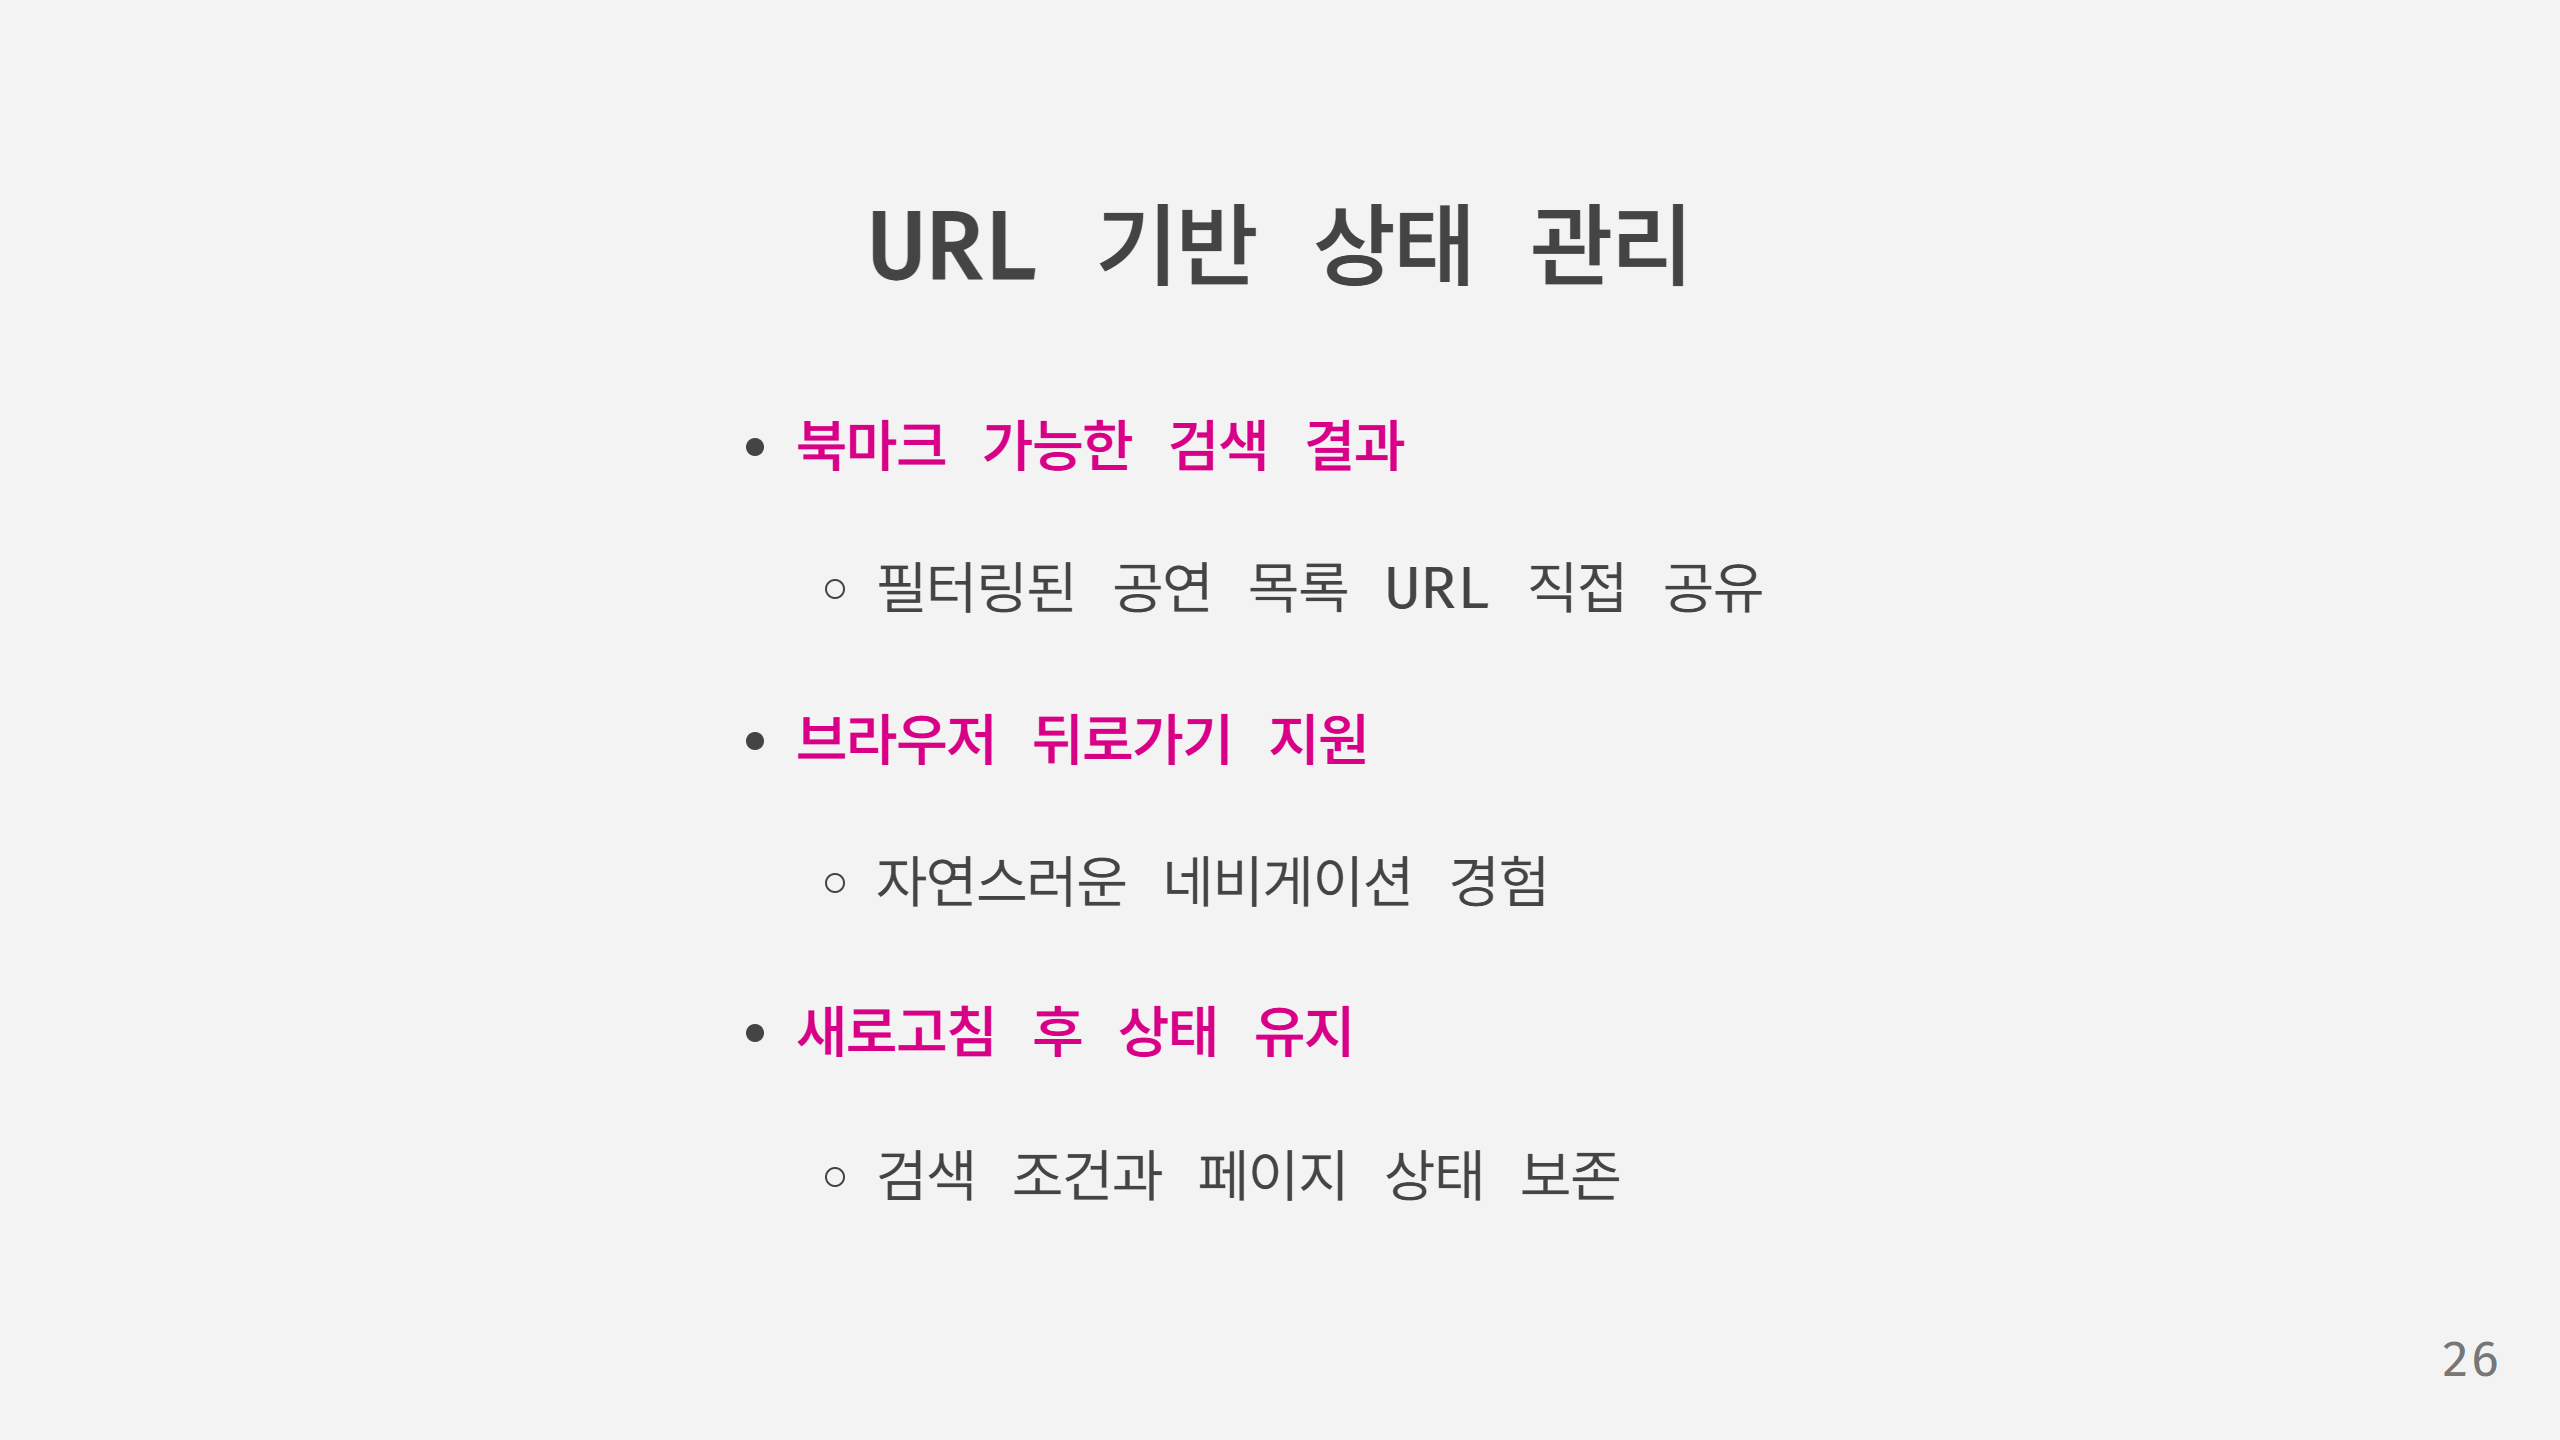 URL 기반 상태 관리
북마크 가능한 검색 결과
필터링된 공연 목록 URL 직접 공유
브라우저 뒤로가기 지원
자연스러운 네비게이션 경험
새로고침 후 상태 유지
검색 조건과 페이지 상태 보존
26